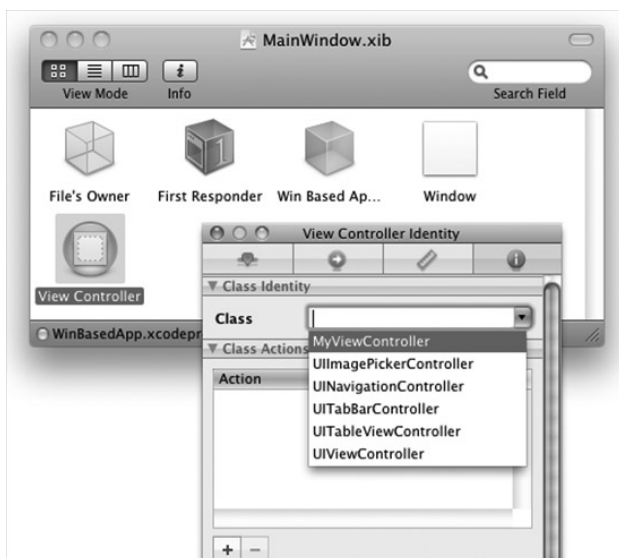 MainWindow.xib
View Mode Info Search Field
File's Owner First Responder Win Based Ap... Window
1
View Controller
WinBasedApp.xcodepr
View Controller Identity
Class Identity
Class
Class Actions
MyViewController
UIImagePickerController
UINavigationController
UITabBarController
UITableViewController
UIViewController
Action